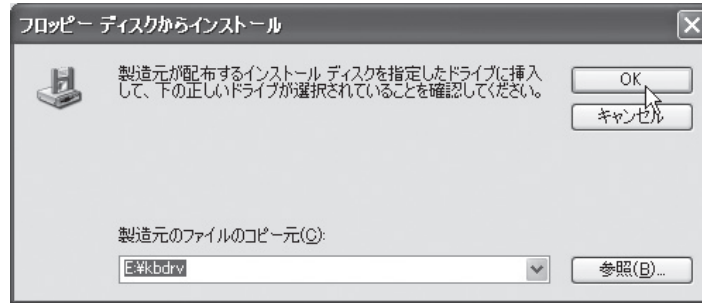 フロッピー ディスクからインストール
製造元が配布するインストール ディスクを指定したドライブに挿入
して、下の正しいドライブが選択されていることを確認してください。
OK
キャンセル
製造元のファイルのコピー元(C):
E:¥kbdrv
参照(B)...